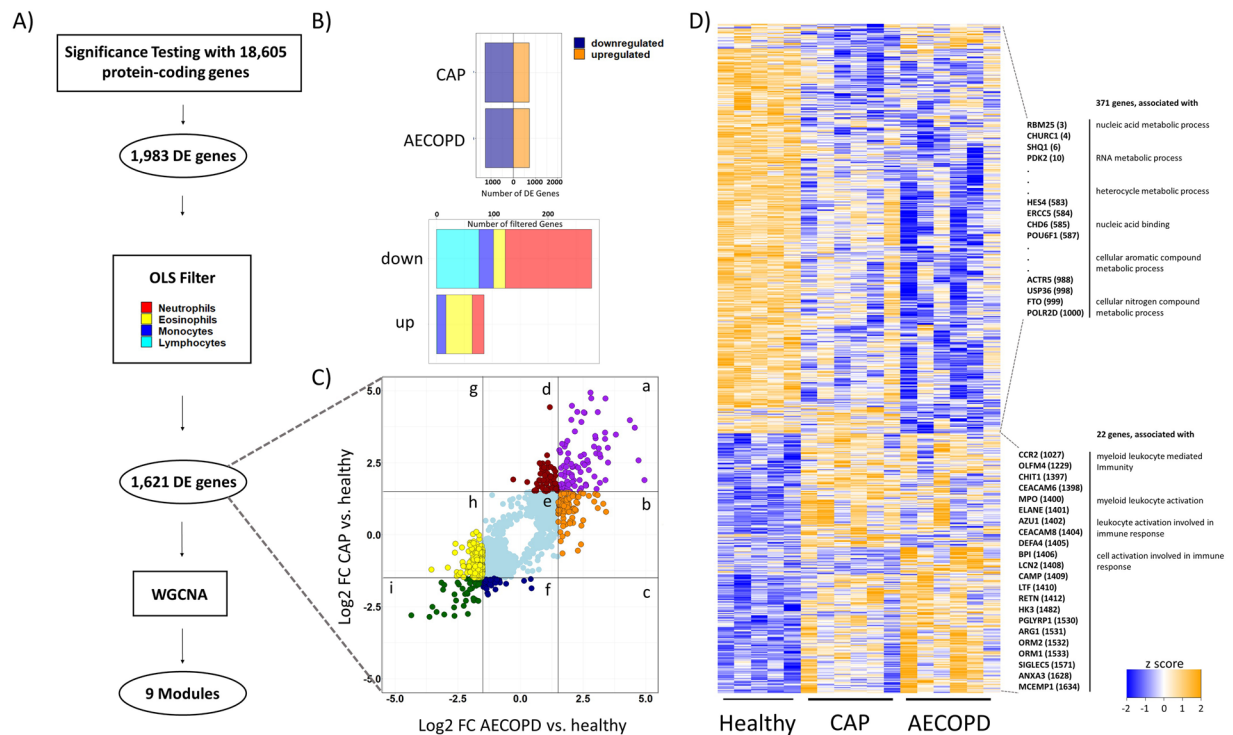 A)
Significance Testing with 18,605
protein-coding genes
1,983 DE genes
OLS Filter
Neutrophils
Eosinophils
Monocytes
Lymphocytes
1,621 DE genes
WGCNA
9 Modules
B)
downregulated
upregulated
CAP
AECOPD
1000 0 1000 2000
Number of DE Genes
0 100 200
Number of filtered Genes
down
up
C)
g d a
h e b
i f c
5.0
2.5
0.0
-2.5
-5.0
Log2 FC CAP vs. healthy
-5.0 -2.5 0.0 2.5 5.0
Log2 FC AECOPD vs. healthy
D)
Healthy CAP AECOPD
371 genes, associated with
RBM25 (3)
CHURC1 (4)
SHQ1 (6)
PDK2 (10)
.
.
.
HES4 (583)
ERCC5 (584)
CHD6 (585)
POU6F1 (587)
.
.
.
ACTR5 (988)
USP36 (998)
FTO (999)
POLR2D (1000)
nucleic acid metabolic process
RNA metabolic process
heterocycle metabolic process
nucleic acid binding
cellular aromatic compound
metabolic process
cellular nitrogen compound
metabolic process
22 genes, associated with
CCR2 (1027)
OLFM4 (1229)
CHIT1 (1397)
CEACAM6 (1398)
MPO (1400)
ELANE (1401)
AZU1 (1402)
CEACAM8 (1404)
DEFA4 (1405)
BPI (1406)
LCN2 (1408)
CAMP (1409)
LTF (1410)
RETN (1412)
HK3 (1482)
PGLYRP1 (1530)
ARG1 (1531)
ORM2 (1532)
ORM1 (1533)
SIGLEC5 (1571)
ANXA3 (1628)
MCEMP1 (1634)
myeloid leukocyte mediated
Immunity
myeloid leukocyte activation
leukocyte activation involved in
immune response
cell activation involved in immune
response
z score
-2 -1 0 1 2